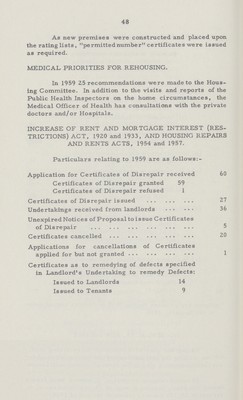 48
As new premises were constructed and placed upon
the rating lists, "permitted number" certificates were issued
as required.
MEDICAL PRIORITIES FOR REHOUSING.
In 1959 25 recommendations were made to the Hous-
ing Committee. In addition to the visits and reports of the
Public Health Inspectors on the home circumstances, the
Medical Officer of Health has consultations with the private
doctors and/or Hospitals.
INCREASE OF RENT AND MORTGAGE INTEREST (RES-
TRICTIONS) ACT, 1920 and 1933, AND HOUSING REPAIRS
AND RENTS ACTS, 1954 and 1957.
Particulars relating to 1959 are as follows:-
Application for Certificates of Disrepair received 60
Certificates of Disrepair granted 59
Certificates of Disrepair refused 1
Certificates of Disrepair issued ... ... ... ... ... 27
Undertakings received from landlords ... ... ... 36
Unexpired Notices of Proposal to issue Certificates
of Disrepair ... ... ... ... ... ... ... 5
Certificates cancelled ... ... ... ... ... ... ... 20
Applications for cancellations of Certificates
applied for but not granted ... ... ... ... ... 1
Certificates as to remedying of defects specified
in Landlord's Undertaking to remedy Defects:
Issued to Landlords 14
Issued to Tenants 9